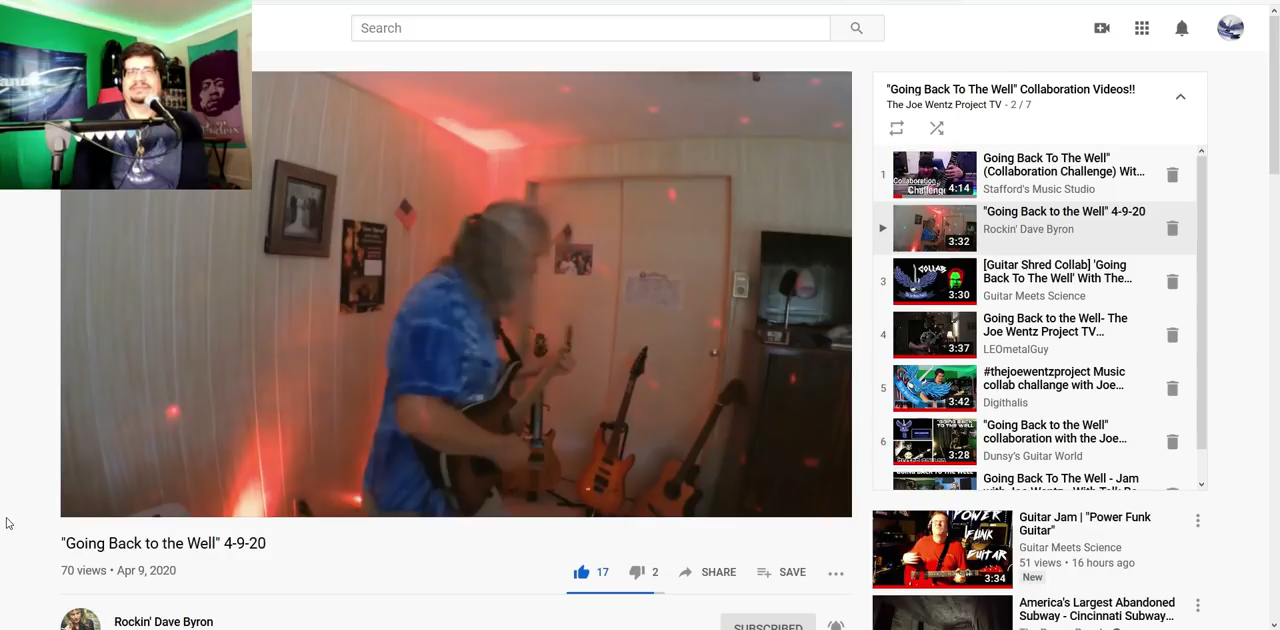 Search
"Going Back To The Well" Collaboration Videos!!
The Joe Wentz Project TV - 2 / 7
1
Collaboration
Challenge
4:14
Going Back To The Well"
(Collaboration Challenge) Wit...
Stafford's Music Studio
3:32
"Going Back to the Well" 4-9-20
Rockin' Dave Byron
3
COLLAB
3:30
[Guitar Shred Collab] 'Going
Back To The Well' With The...
Guitar Meets Science
4
3:37
Going Back to the Well- The
Joe Wentz Project TV...
LEOmetalGuy
5
3:42
#thejoewentzproject Music
collab challange with Joe...
Digithalis
6
3:28
"Going Back to the Well"
collaboration with the Joe...
Dunsy's Guitar World
Going Back To The Well - Jam
"Going Back to the Well" 4-9-20
70 views • Apr 9, 2020
17
2
SHARE
SAVE
Rockin' Dave Byron
SUBSCRIBED
POWER
FUNK
GUITAR
3:34
Guitar Jam | "Power Funk
Guitar"
Guitar Meets Science
51 views • 16 hours ago
New
America's Largest Abandoned
Subway - Cincinnati Subway...